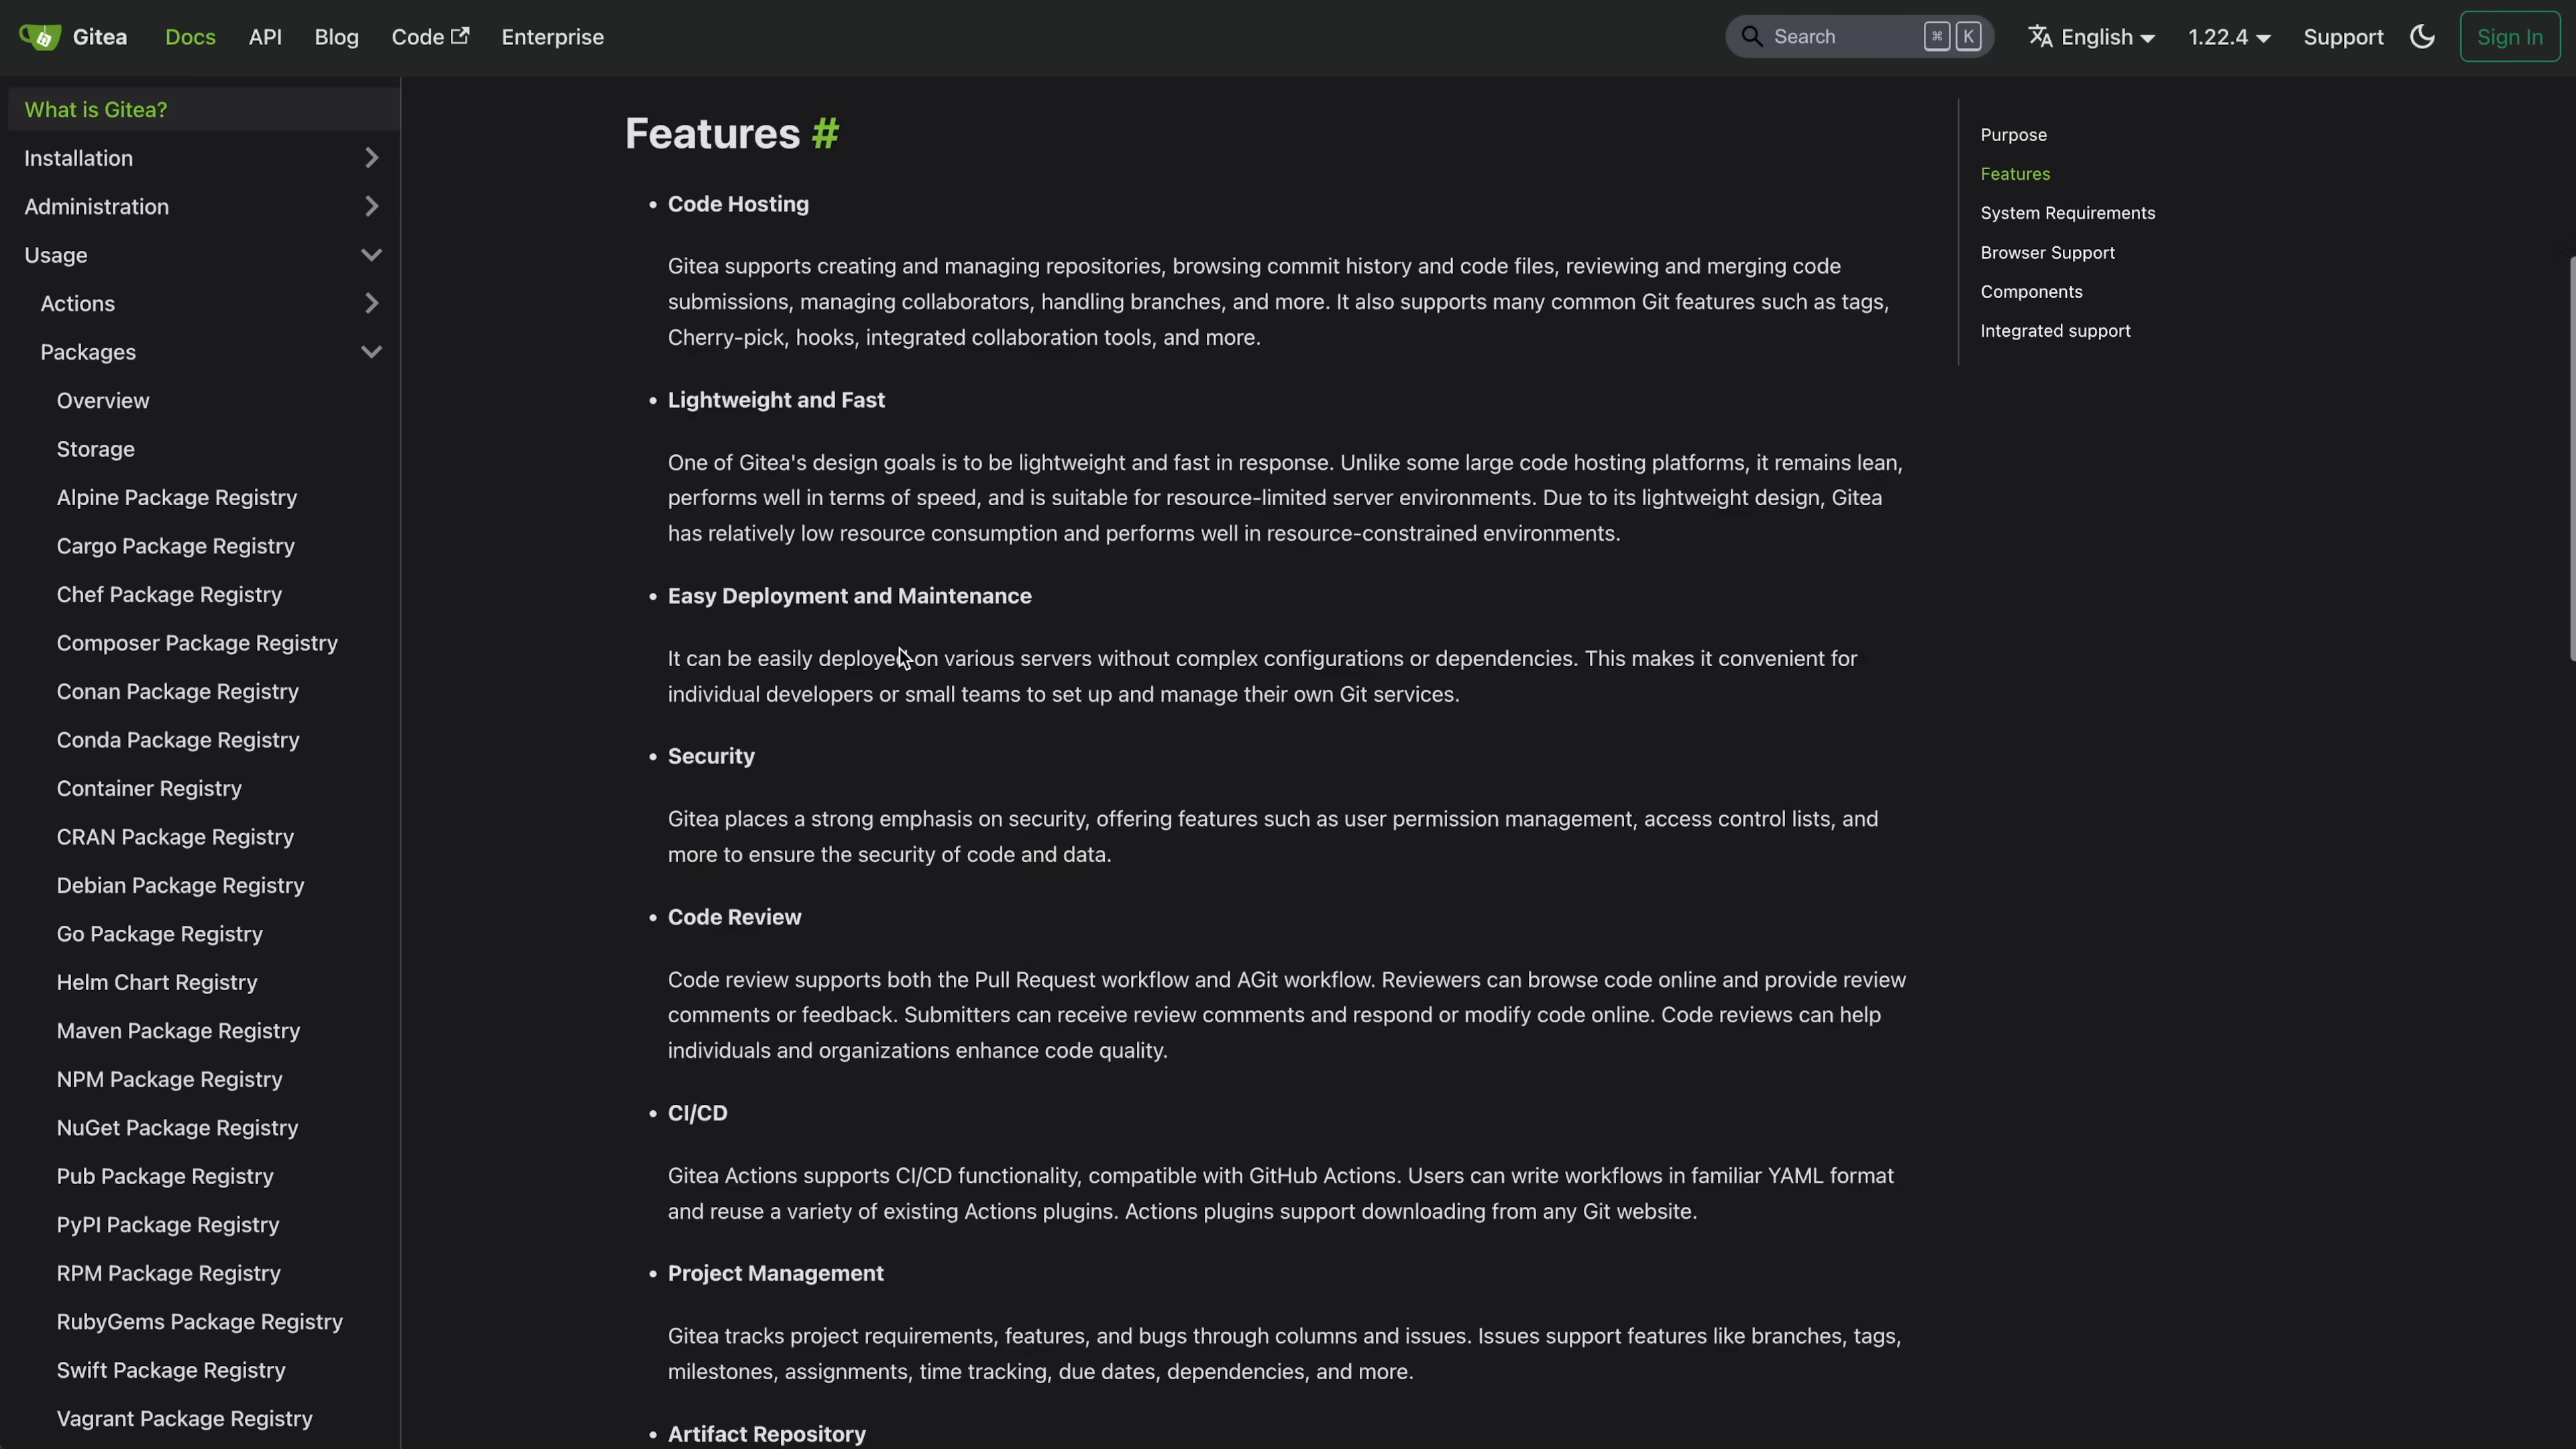 Gitea Docs API Blog Code Enterprise Search ⌘ K English 1.22.4 Support Sign In
What is Gitea?
Installation
Administration
Usage
Actions
Packages
Overview
Storage
Alpine Package Registry
Cargo Package Registry
Chef Package Registry
Composer Package Registry
Conan Package Registry
Conda Package Registry
Container Registry
CRAN Package Registry
Debian Package Registry
Go Package Registry
Helm Chart Registry
Maven Package Registry
NPM Package Registry
NuGet Package Registry
Pub Package Registry
PyPI Package Registry
RPM Package Registry
RubyGems Package Registry
Swift Package Registry
Vagrant Package Registry
Features #
• Code Hosting
Gitea supports creating and managing repositories, browsing commit history and code files, reviewing and merging code
submissions, managing collaborators, handling branches, and more. It also supports many common Git features such as tags,
Cherry-pick, hooks, integrated collaboration tools, and more.
• Lightweight and Fast
One of Gitea's design goals is to be lightweight and fast in response. Unlike some large code hosting platforms, it remains lean,
performs well in terms of speed, and is suitable for resource-limited server environments. Due to its lightweight design, Gitea
has relatively low resource consumption and performs well in resource-constrained environments.
• Easy Deployment and Maintenance
It can be easily deployed on various servers without complex configurations or dependencies. This makes it convenient for
individual developers or small teams to set up and manage their own Git services.
• Security
Gitea places a strong emphasis on security, offering features such as user permission management, access control lists, and
more to ensure the security of code and data.
• Code Review
Code review supports both the Pull Request workflow and AGit workflow. Reviewers can browse code online and provide review
comments or feedback. Submitters can receive review comments and respond or modify code online. Code reviews can help
individuals and organizations enhance code quality.
• CI/CD
Gitea Actions supports CI/CD functionality, compatible with GitHub Actions. Users can write workflows in familiar YAML format
and reuse a variety of existing Actions plugins. Actions plugins support downloading from any Git website.
• Project Management
Gitea tracks project requirements, features, and bugs through columns and issues. Issues support features like branches, tags,
milestones, assignments, time tracking, due dates, dependencies, and more.
• Artifact Repository
Purpose
Features
System Requirements
Browser Support
Components
Integrated support